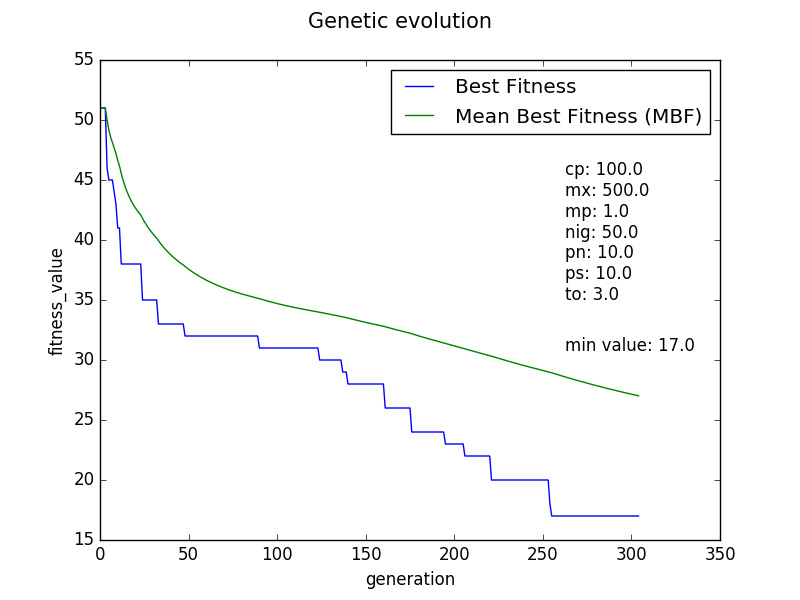 Genetic evolution
Best Fitness
Mean Best Fitness (MBF)
cp: 100.0
mx: 500.0
mp: 1.0
nig: 50.0
pn: 10.0
ps: 10.0
to: 3.0
min value: 17.0
fitness_value
55
50
45
40
35
30
25
20
15
0 50 100 150 200 250 300 350
generation